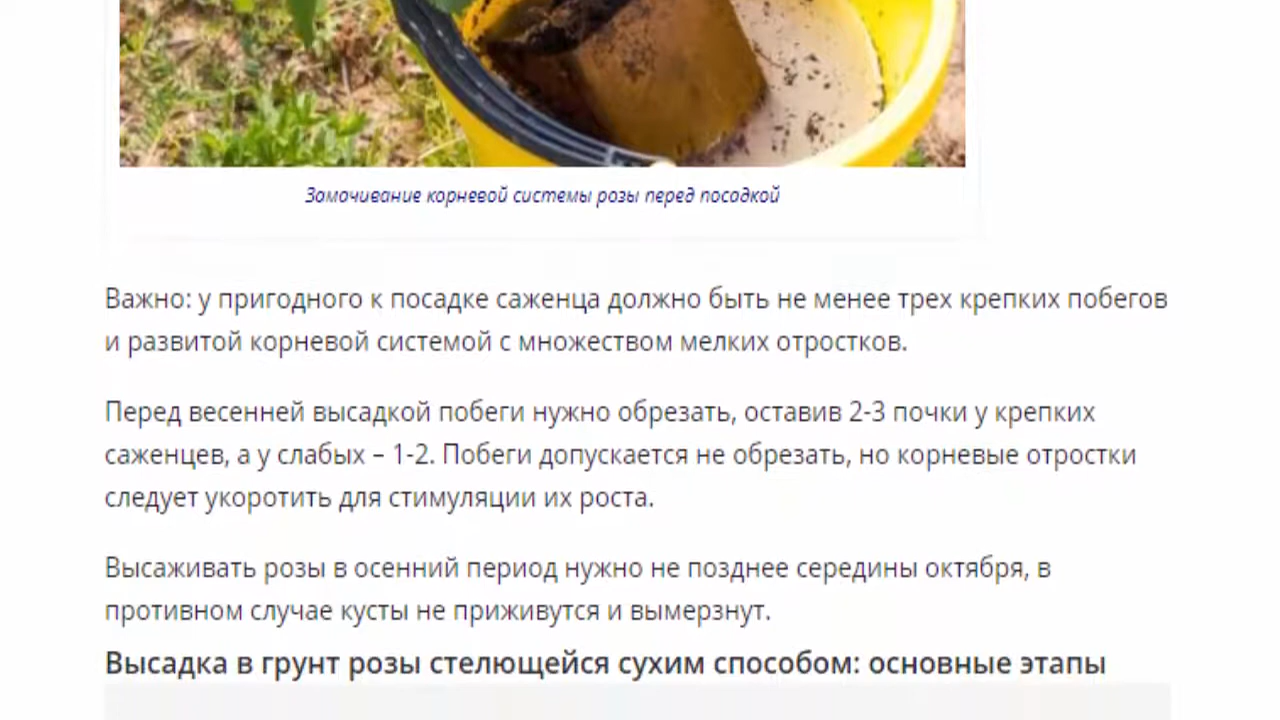 Замачивание корневой системы розы перед посадкой
Важно: у пригодного к посадке саженца должно быть не менее трех крепких побегов
и развитой корневой системой с множеством мелких отростков.
Перед весенней высадкой побеги нужно обрезать, оставив 2-3 почки у крепких
саженцев, а у слабых – 1-2. Побеги допускается не обрезать, но корневые отростки
следует укоротить для стимуляции их роста.
Высаживать розы в осенний период нужно не позднее середины октября, в
противном случае кусты не приживутся и вымерзнут.
Высадка в грунт розы стелющейся сухим способом: основные этапы